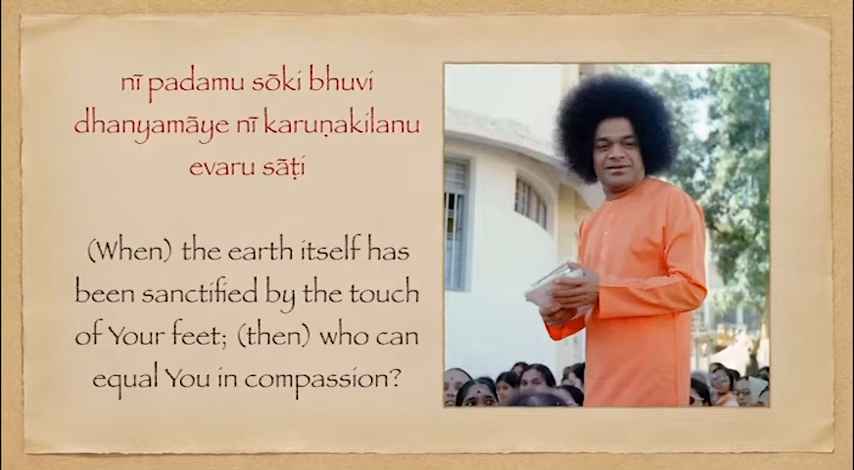 nī padamu sōki bhuvi
dhanyamāye nī karuṇakilanu
evaru sāṭi
(When) the earth itself has
been sanctified by the touch
of Your feet; (then) who can
equal You in compassion?